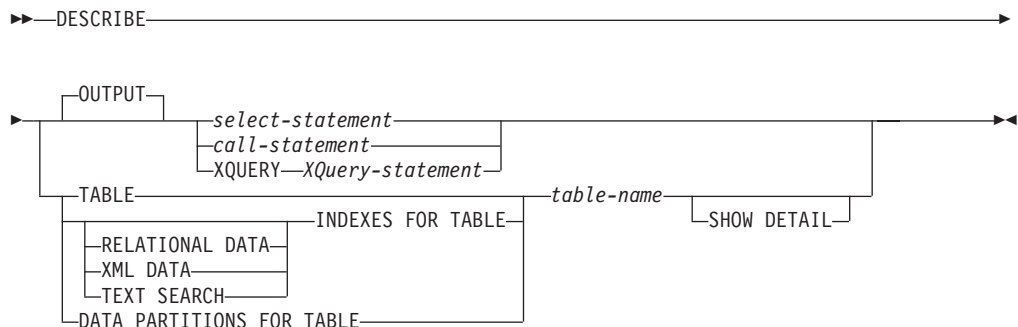 DESCRIBE
OUTPUT
select-statement
call-statement
XQUERY XQuery-statement
TABLE table-name
INDEXES FOR TABLE SHOW DETAIL
RELATIONAL DATA
XML DATA
TEXT SEARCH
DATA PARTITIONS FOR TABLE